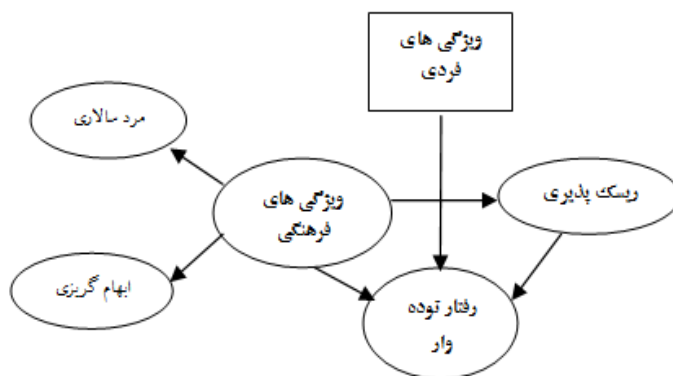 ویژگی های
فردی
مرد سالاری
ویژگی های
فرهنگی
ریسک پذیری
ابهام گریزی
رفتار توده
وار